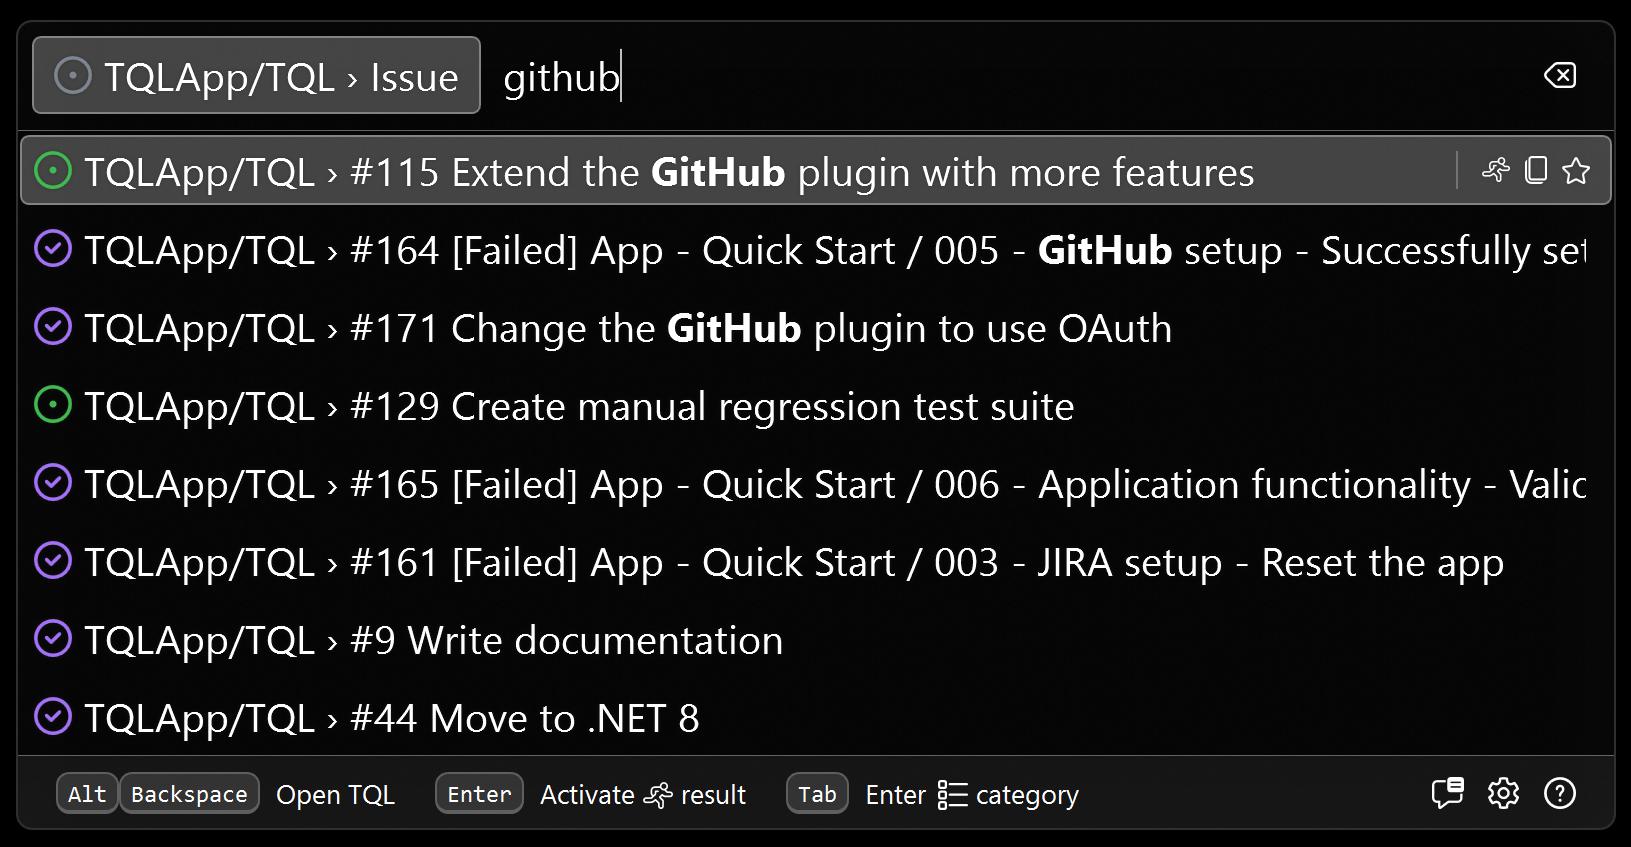 TQLApp/TQL › Issue github
TQLApp/TQL › #115 Extend the GitHub plugin with more features
TQLApp/TQL › #164 [Failed] App - Quick Start / 005 - GitHub setup - Successfully
TQLApp/TQL › #171 Change the GitHub plugin to use OAuth
TQLApp/TQL › #129 Create manual regression test suite
TQLApp/TQL › #165 [Failed] App - Quick Start / 006 - Application functionality -
TQLApp/TQL › #161 [Failed] App - Quick Start / 003 - JIRA setup - Reset the app
TQLApp/TQL › #9 Write documentation
TQLApp/TQL › #44 Move to .NET 8
Alt Backspace Open TQL Enter Activate result Tab Enter category